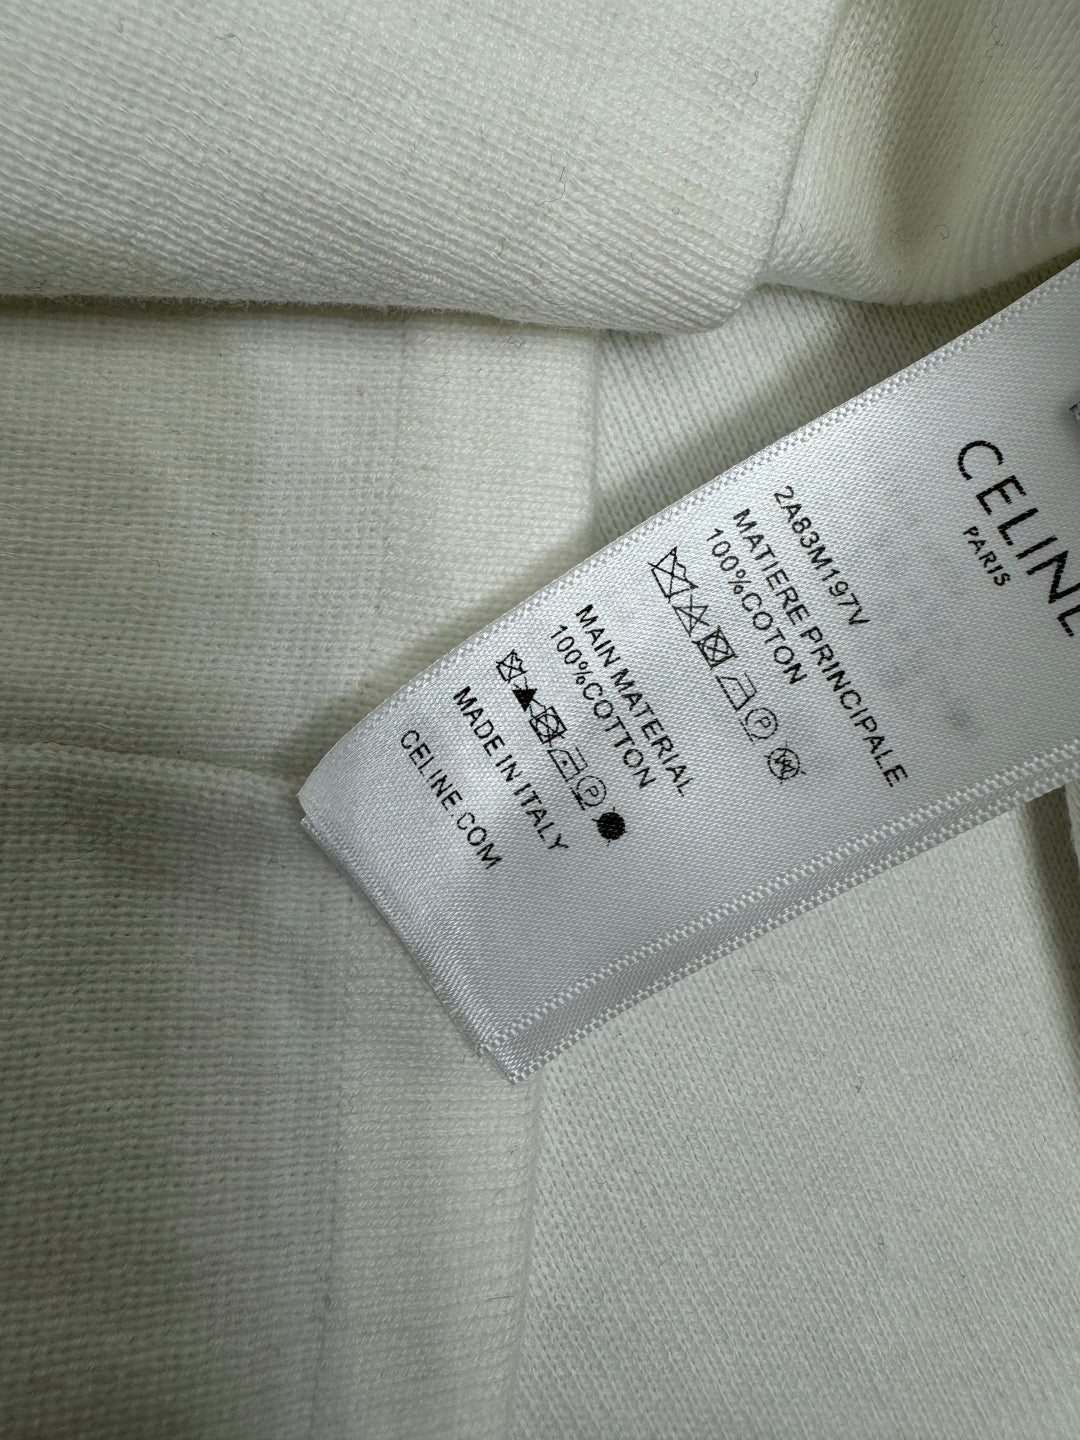 CELINE
PARIS
2A83M197V
MATIERE PRINCIPALE
100%COTON
P
MAIN MATERIAL
100%COTTON
P
MADE IN ITALY
CELINE.COM